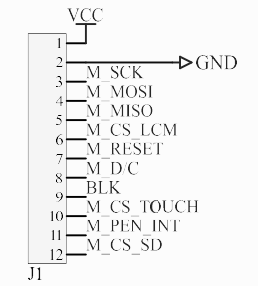 VCC
1
2 GND
3 M_SCK
4 M_MOSI
5 M_MISO
6 M_CS_LCM
7 M_RESET
8 M_D/C
9 BLK
10 M_CS_TOUCH
11 M_PEN_INT
12 M_CS_SD
J1